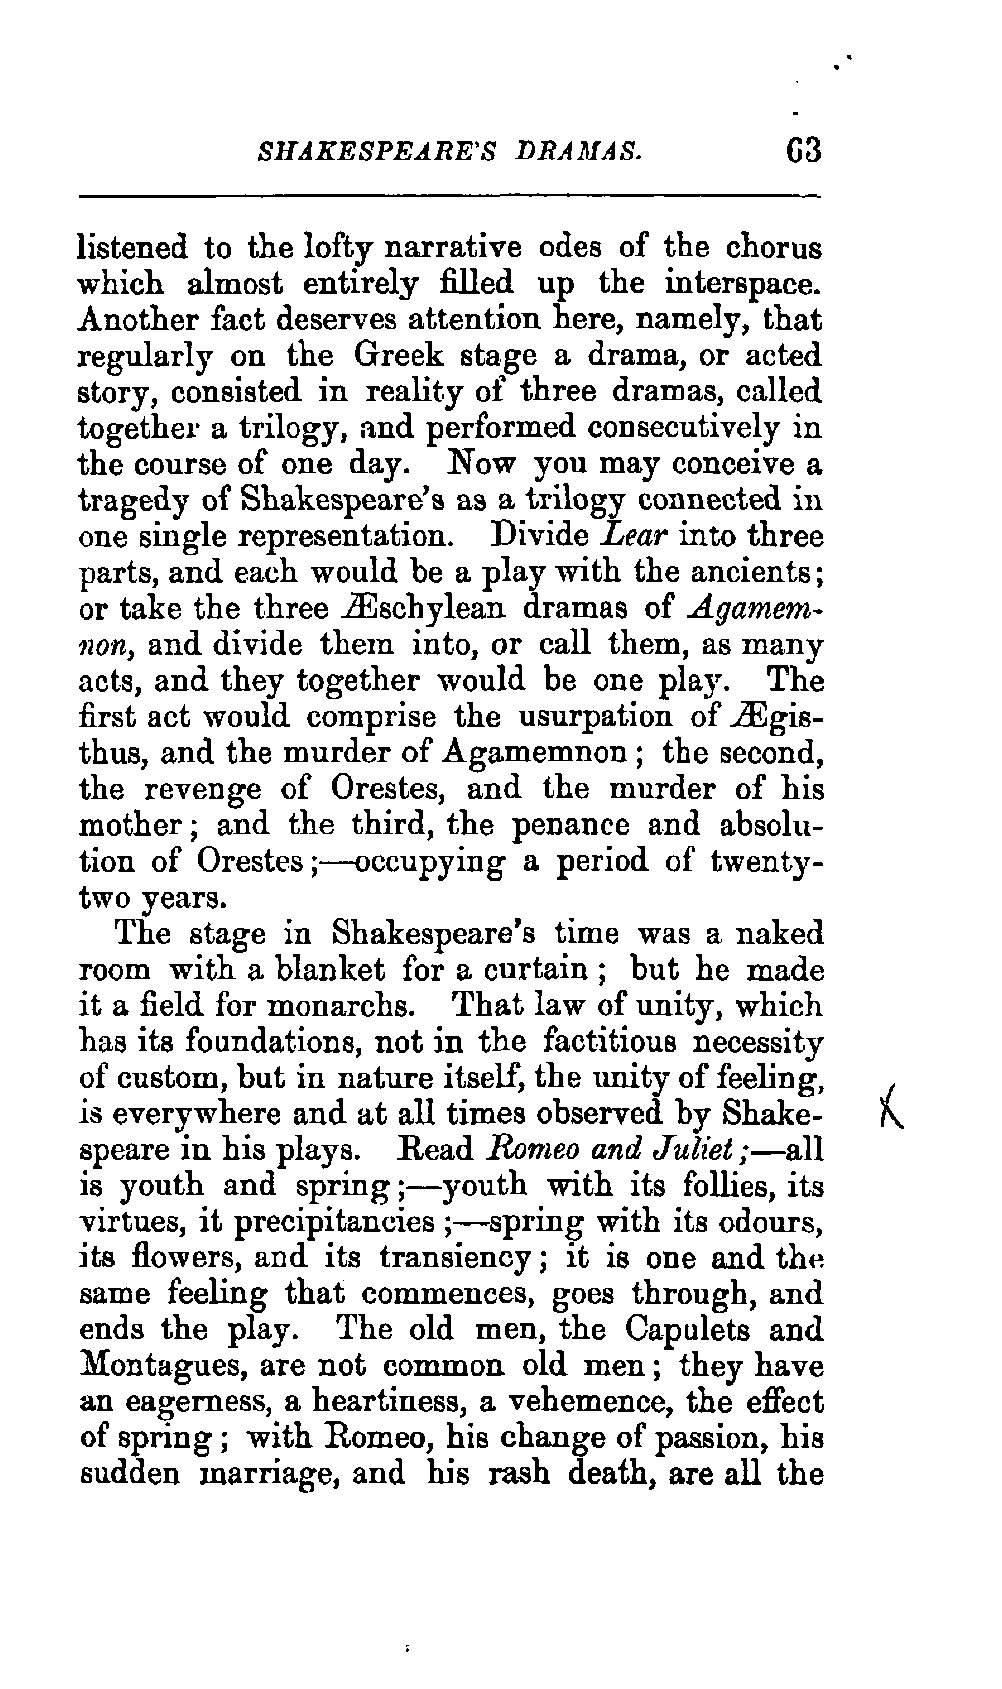 SHAKESPEARE'S DRAMAS. 63
listened to the lofty narrative odes of the chorus
which almost entirely filled up the interspace.
Another fact deserves attention here, namely, that
regularly on the Greek stage a drama, or acted
story, consisted in reality of three dramas, called
together a trilogy, and performed consecutively in
the course of one day. Now you may conceive a
tragedy of Shakespeare's as a trilogy connected in
one single representation. Divide Lear into three
parts, and each would be a play with the ancients;
or take the three Æschylean dramas of Agamem-
non, and divide them into, or call them, as many
acts, and they together would be one play. The
first act would comprise the usurpation of Ægis-
thus, and the murder of Agamemnon; the second,
the revenge of Orestes, and the murder of his
mother; and the third, the penance and absolu-
tion of Orestes;—occupying a period of twenty-
two years.
The stage in Shakespeare's time was a naked
room with a blanket for a curtain; but he made
it a field for monarchs. That law of unity, which
has its foundations, not in the factitious necessity
of custom, but in nature itself, the unity of feeling,
is everywhere and at all times observed by Shake-
speare in his plays. Read Romeo and Juliet;—all
is youth and spring;—youth with its follies, its
virtues, it precipitancies;—spring with its odours,
its flowers, and its transiency; it is one and the
same feeling that commences, goes through, and
ends the play. The old men, the Capulets and
Montagues, are not common old men; they have
an eagerness, a heartiness, a vehemence, the effect
of spring; with Romeo, his change of passion, his
sudden marriage, and his rash death, are all the